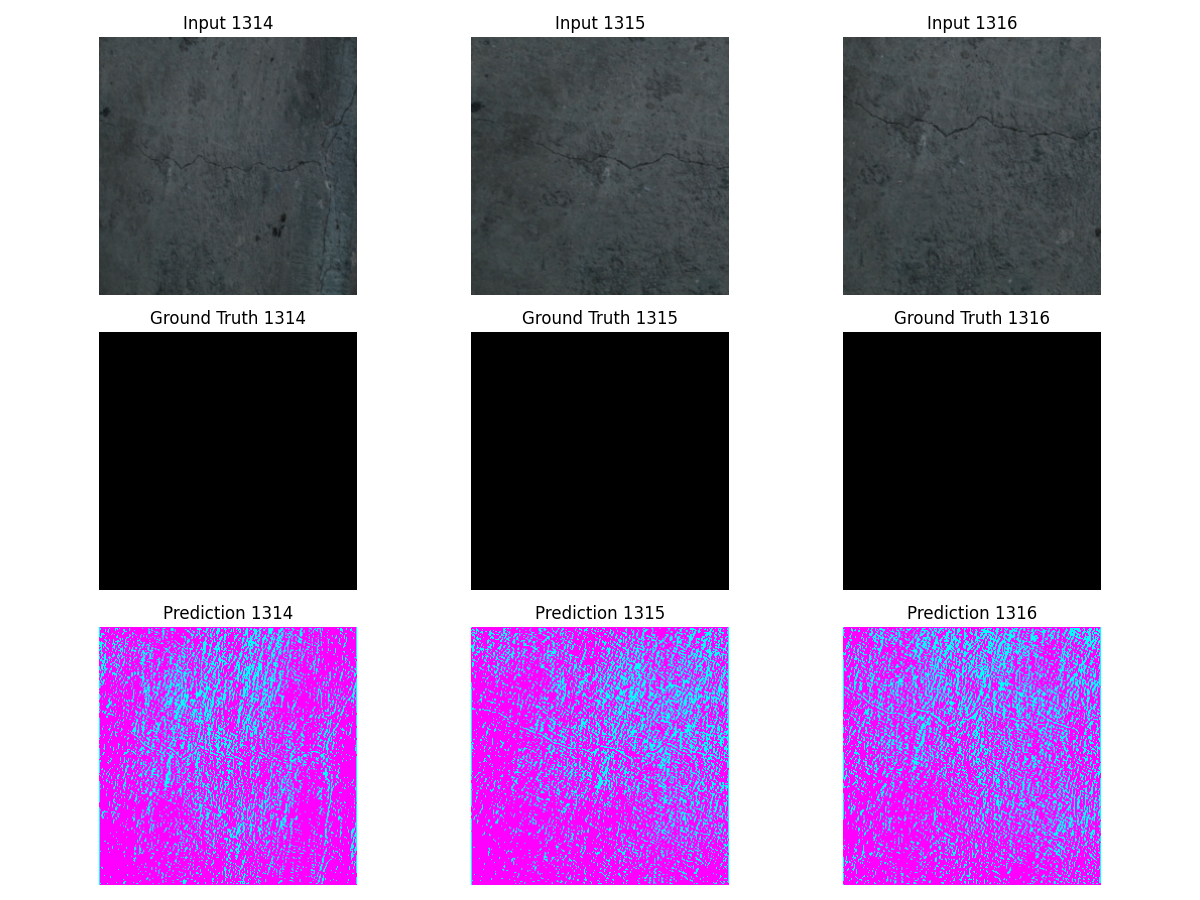 Input 1314
Input 1315
Input 1316
Ground Truth 1314
Ground Truth 1315
Ground Truth 1316
Prediction 1314
Prediction 1315
Prediction 1316